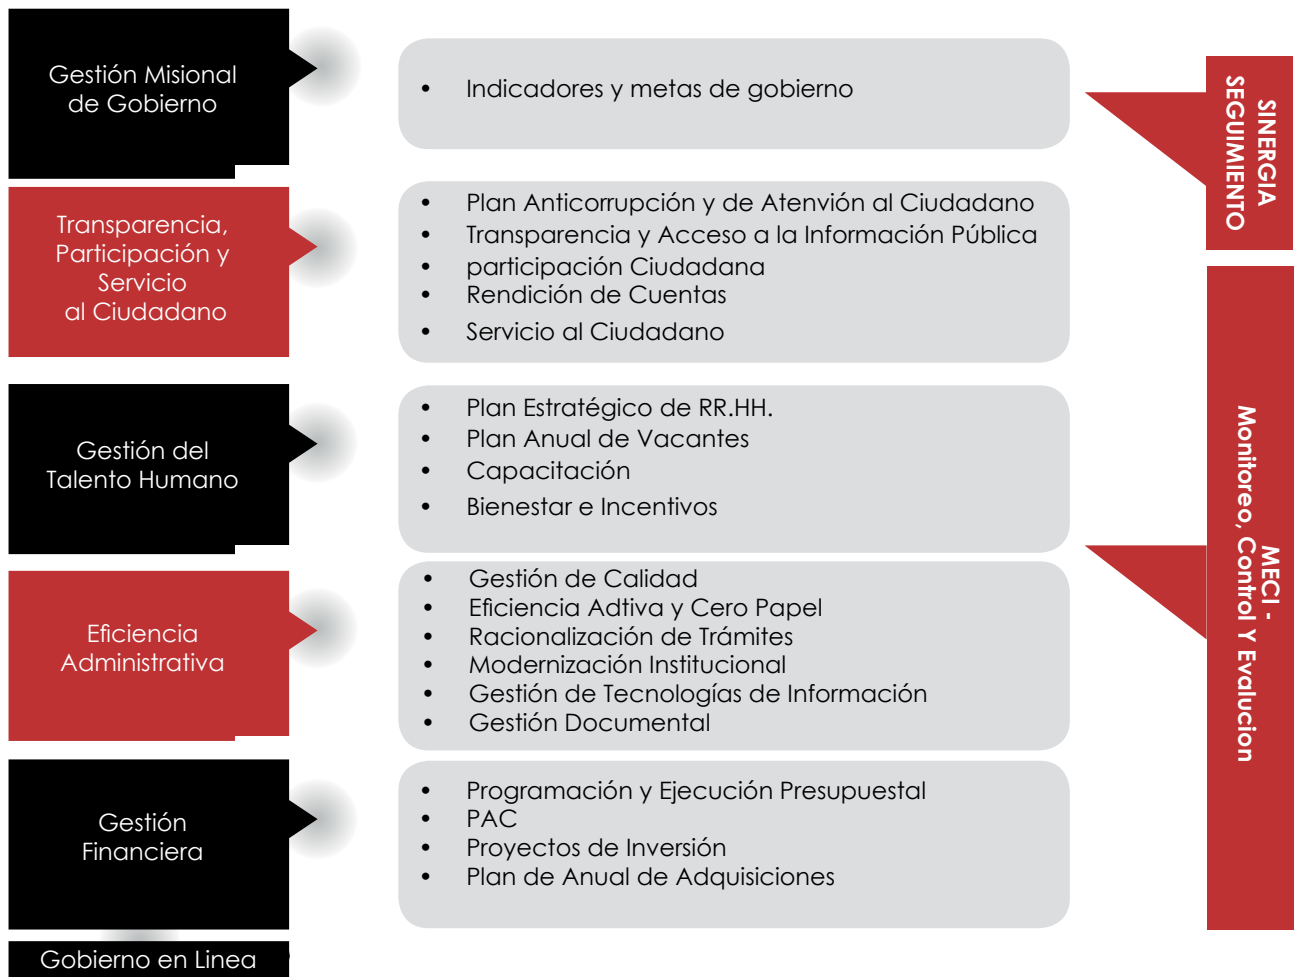 Gestión Misional
de Gobierno
• Indicadores y metas de gobierno
Transparencia,
Participación y
Servicio
al Ciudadano
• Plan Anticorrupción y de Atenvión al Ciudadano
• Transparencia y Acceso a la Información Pública
• participación Ciudadana
• Rendición de Cuentas
• Servicio al Ciudadano
Gestión del
Talento Humano
• Plan Estratégico de RR.HH.
• Plan Anual de Vacantes
• Capacitación
• Bienestar e Incentivos
Eficiencia
Administrativa
• Gestión de Calidad
• Eficiencia Adtiva y Cero Papel
• Racionalización de Trámites
• Modernización Institucional
• Gestión de Tecnologías de Información
• Gestión Documental
Gestión
Financiera
• Programación y Ejecución Presupuestal
• PAC
• Proyectos de Inversión
• Plan de Anual de Adquisiciones
Gobierno en Linea
SINERGIA
SEGUIMIENTO
MECI -
Monitoreo, Control Y Evalucion